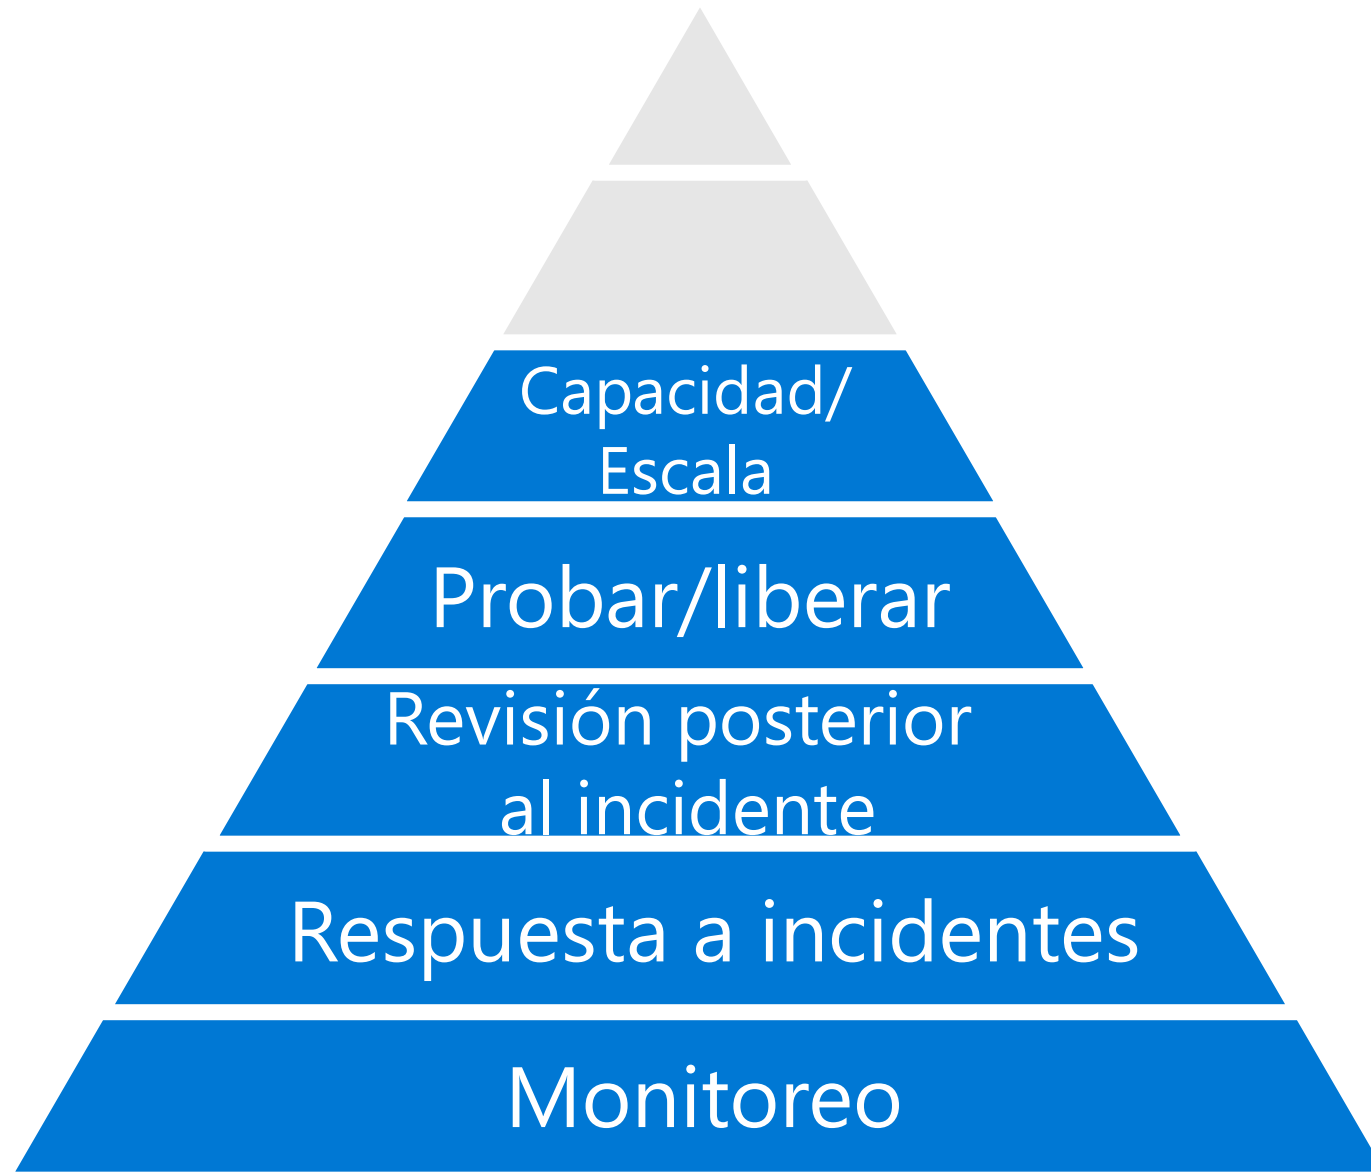 Capacidad/
Escala
Probar/liberar
Revisión posterior
al incidente
Respuesta a incidentes
Monitoreo